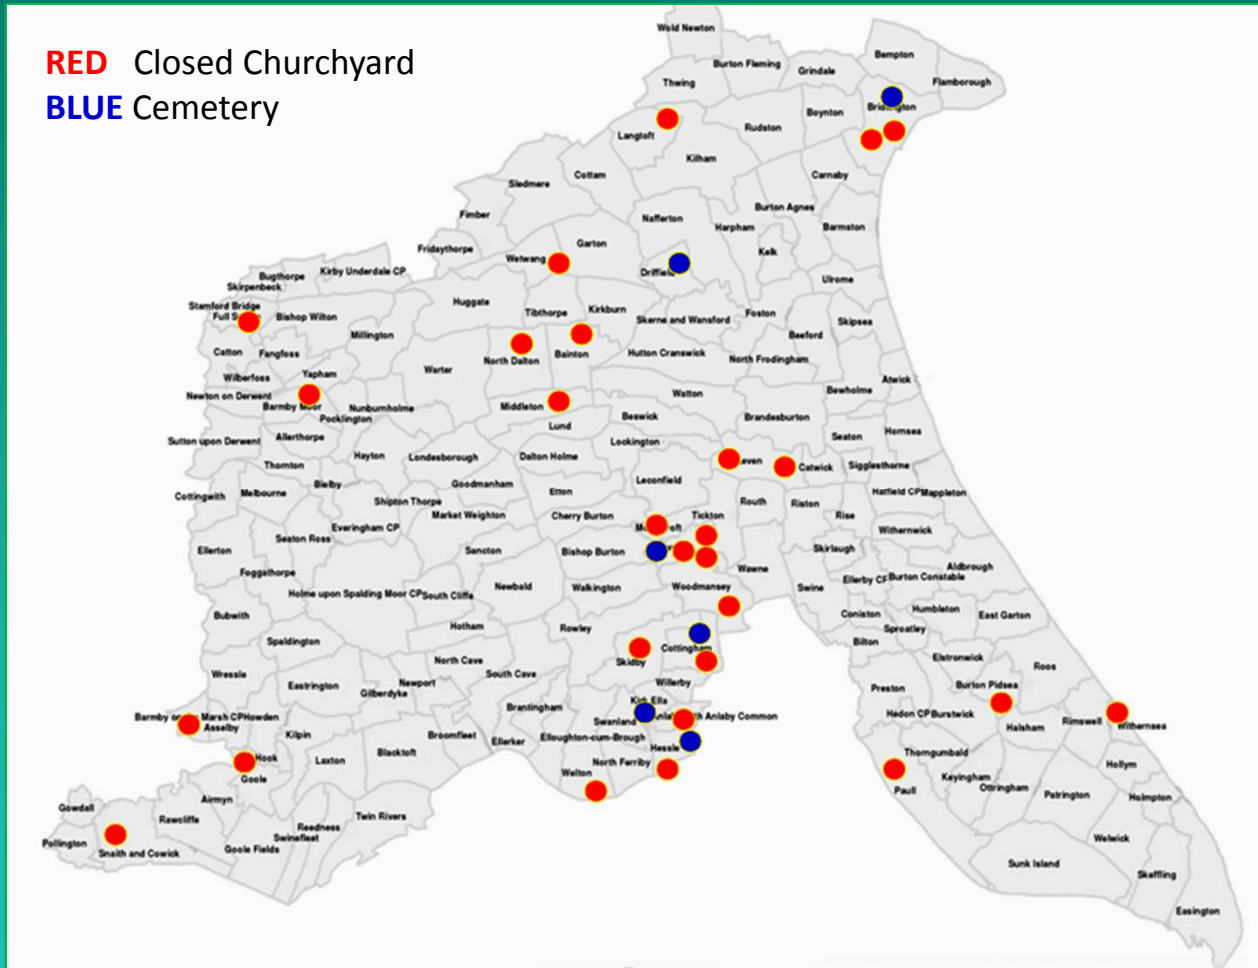 RED Closed Churchyard
BLUE Cemetery
Wold Newton
Bempton
Burton Fleming
Grindale
Thwing
Flamborough
Boynton
Langtoft
Rudston
Kilham
Carnaby
Cottam
Sledmere
Burton Agnes
Fimber
Nafferton
Harpham
Barmston
Fridaythorpe
Garton
Wetwang
Kelk
Bugthorpe
Kirby Underdale CP
Skirpenbeck
Ulrome
Stamford Bridge
Full
Bishop Wilton
Huggate
Tibthorpe
Kirkburn
Skerne and Wansford
Foston
Skipsea
Millington
Beeford
Catton
Fangfoss
North Dalton
Bainton
Hutton Cranswick
North Frodingham
Warter
Wilberfoss
Yapham
Atwick
Newton on Derwent
Barmby
Nunburnholme
Pocklington
Middleton
Watton
Bewholme
Beswick
Brandesburton
Lund
Sutton upon Derwent
Allerthorpe
Lockington
Seaton
Hornsea
Thornton
Hayton
Londesborough
Dalton Holme
Catwick
Sigglesthorne
Cottingwith
Melbourne
Bielby
Goodmanham
Etton
Leconfield
Hatfield CP
Mappleton
Shipton Thorpe
Market Weighton
Cherry Burton
Tickton
Routh
Riston
Rise
Withernwick
Everingham CP
Seaton Ross
Ellerton
Sancton
Bishop Burton
Skirlaugh
Foggathorpe
Wawne
Aldbrough
Ellerby CP
Burton Constable
Holme upon Spalding Moor CP
South Cliffe
Newbald
Walkington
Woodmansey
Swine
Bubwith
Coniston
Humbleton
East Garton
Hotham
Rowley
Sproatley
Spaldington
Bilton
Cottingham
North Cave
Skidby
Elstronwick
Wressle
South Cave
Roos
Eastrington
Gilberdyke
Newport
Willerby
Preston
Burton Pidsea
Brantingham
Swanland
Anlaby Common
Hedon CP
Burstwick
Barmby
Marsh CP
Howden
Asselby
Halsham
Rimswell
Withernsea
Kilpin
Broomfleet
Ellerker
Elloughton-cum-Brough
Hessle
Hook
Laxton
Blacktoft
North Ferriby
Thorngumbald
Goole
Welton
Hollym
Keyingham
Ottringham
Paull
Patrington
Holmpton
Gowdall
Airmyn
Rawcliffe
Twin Rivers
Reedness
Swinefleet
Pollington
Snaith and Cowick
Goole Fields
Welwick
Sunk Island
Skeffling
Easington